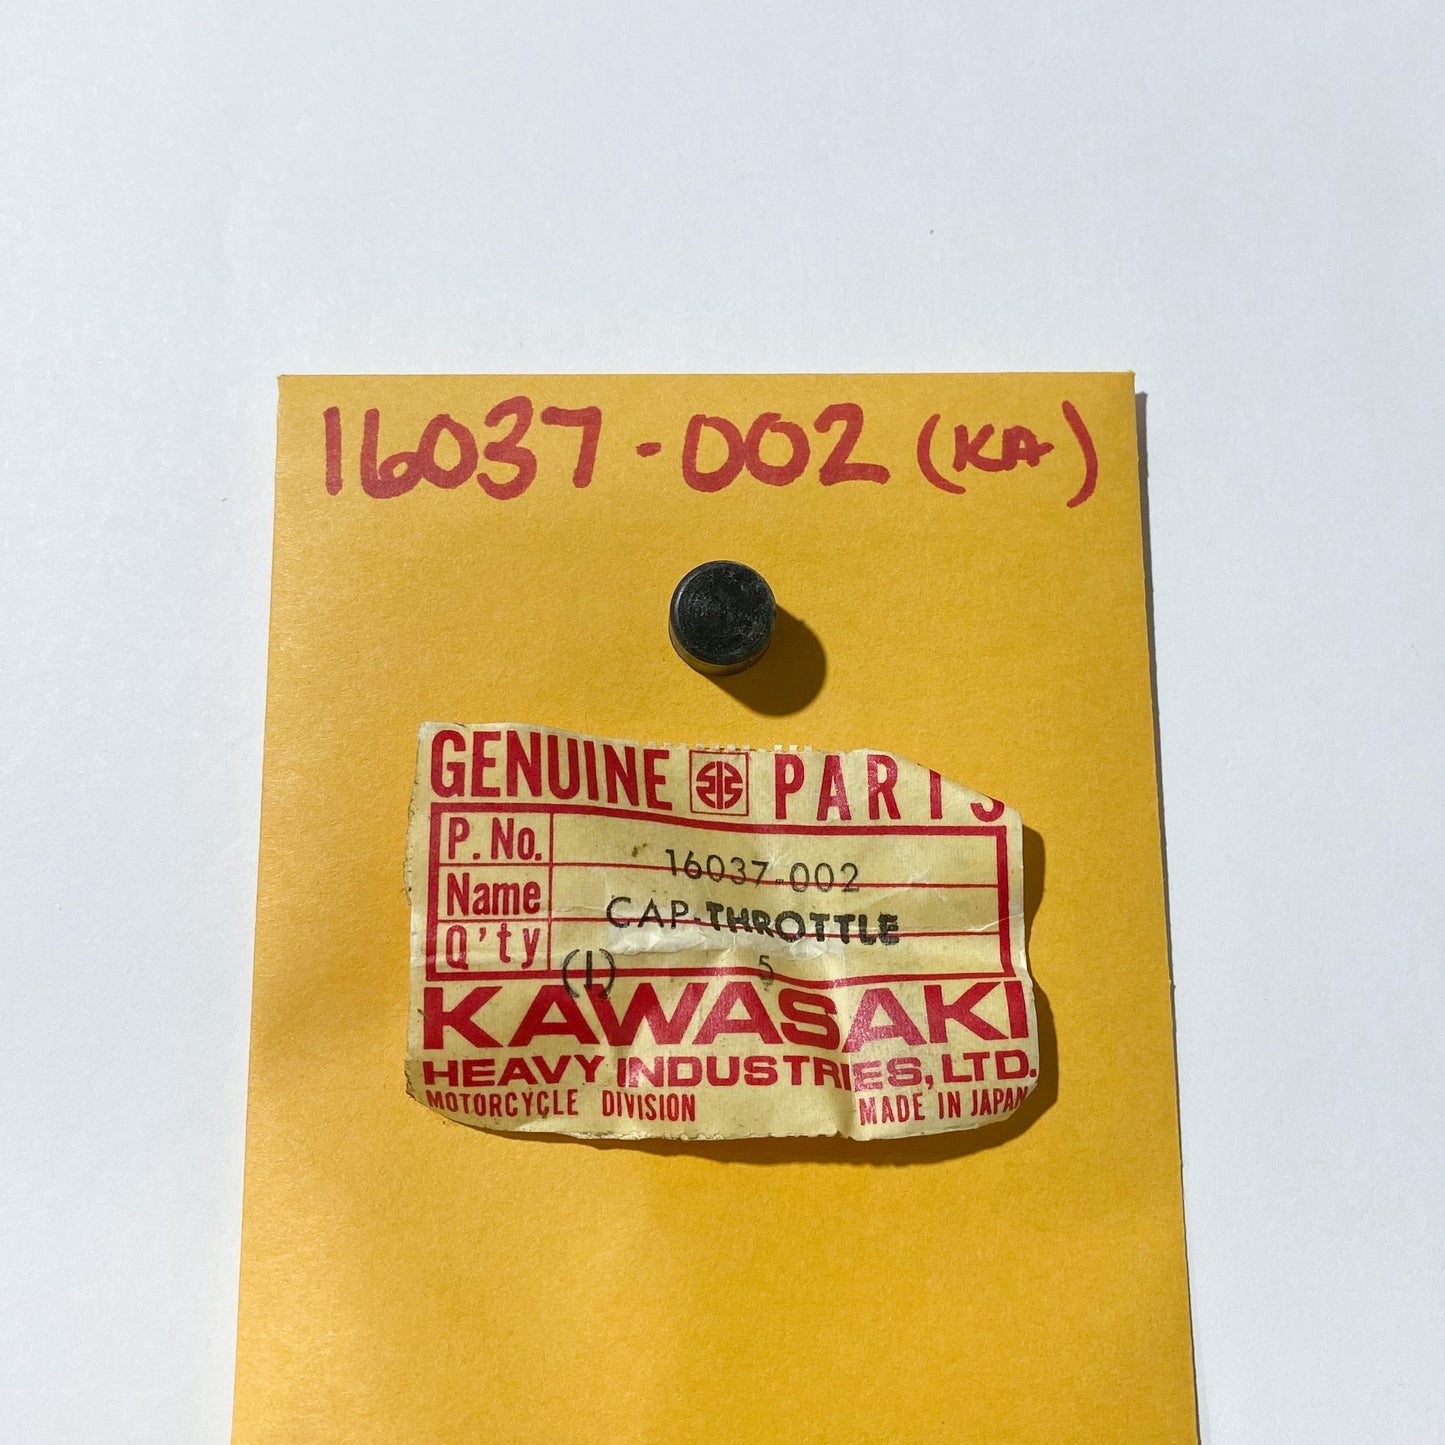 16037-002 (KA)
GENUINE PARTS
P. No. 16037-002
Name CAP-THROTTLE
Q'ty (1) 5
KAWASAKI
HEAVY INDUSTRIES, LTD.
MOTORCYCLE DIVISION MADE IN JAPAN